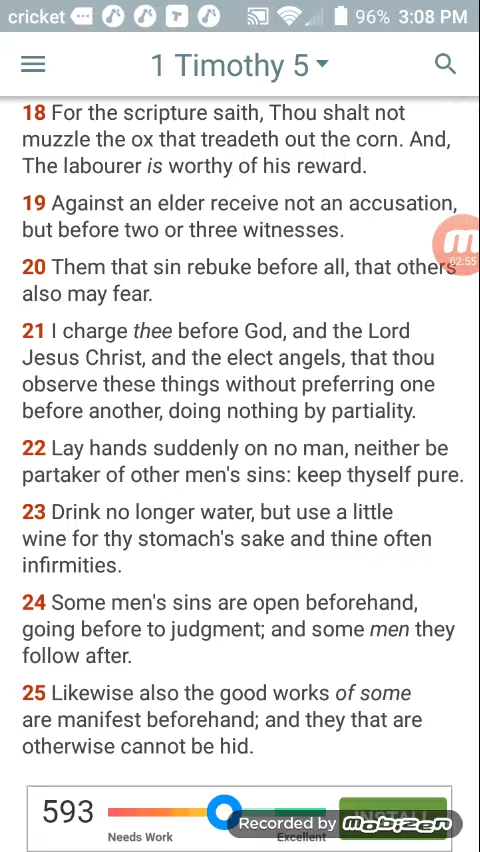 cricket 96% 3:08 PM
1 Timothy 5
18 For the scripture saith, Thou shalt not
muzzle the ox that treadeth out the corn. And,
The labourer is worthy of his reward.
19 Against an elder receive not an accusation,
but before two or three witnesses.
02:55
20 Them that sin rebuke before all, that others
also may fear.
21 I charge thee before God, and the Lord
Jesus Christ, and the elect angels, that thou
observe these things without preferring one
before another, doing nothing by partiality.
22 Lay hands suddenly on no man, neither be
partaker of other men's sins: keep thyself pure.
23 Drink no longer water, but use a little
wine for thy stomach's sake and thine often
infirmities.
24 Some men's sins are open beforehand,
going before to judgment; and some men they
follow after.
25 Likewise also the good works of some
are manifest beforehand; and they that are
otherwise cannot be hid.
593
Recorded by mobizen
Needs Work Excellent